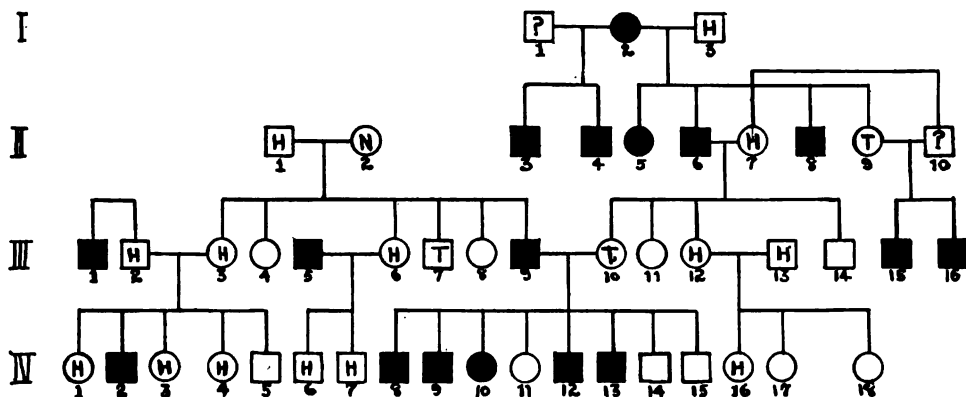 I ? H
1 2 3
II H N H T ?
1 2 3 4 5 6 7 8 9 10
III H H H T T H H
1 2 3 4 5 6 7 8 9 10 11 12 13 14 15 16
IV H H H H H H
1 2 3 4 5 6 7 8 9 10 11 12 13 14 15 16 17 18